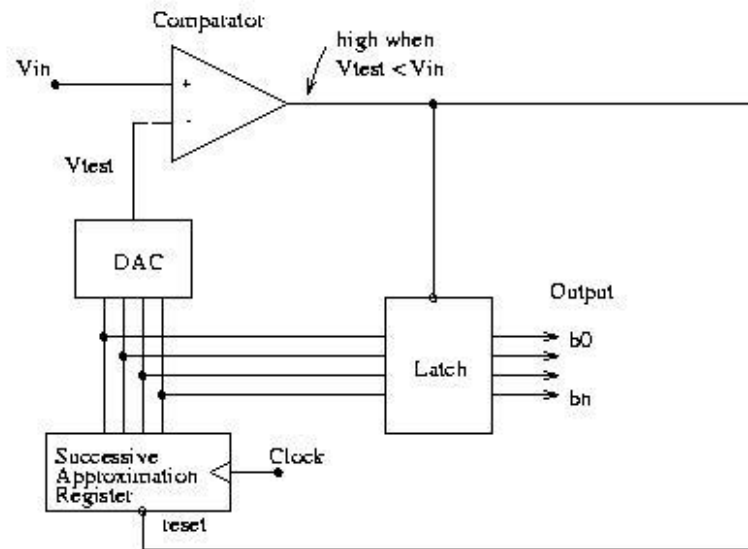 Comparator
high when
Vtest < Vin
Vin
+
-
Vtest
DAC
Output
b0
Latch
bn
Successive
Approximation
Register
Clock
reset